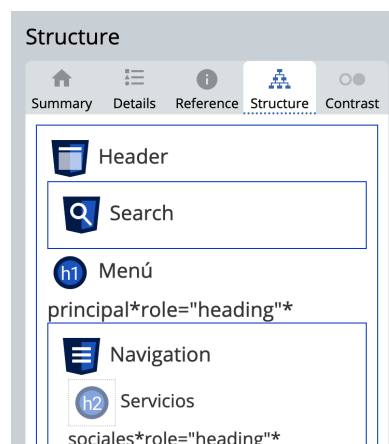 Structure
Summary Details Reference Structure Contrast
Header
Search
h1 Menú
principal*role="heading"*
Navigation
h2 Servicios
sociales*role="heading"*